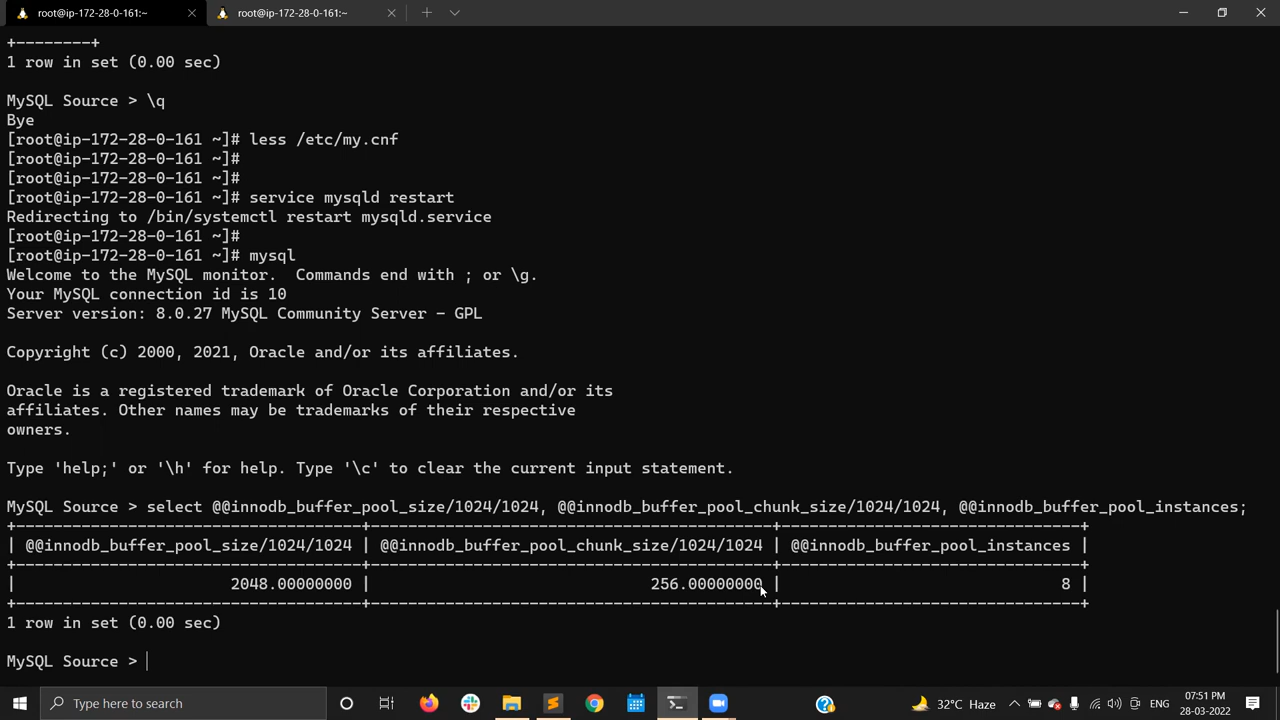 root@ip-172-28-0-161:~
root@ip-172-28-0-161:~
+--------+
1 row in set (0.00 sec)
MySQL Source > \q
Bye
[root@ip-172-28-0-161 ~]# less /etc/my.cnf
[root@ip-172-28-0-161 ~]#
[root@ip-172-28-0-161 ~]#
[root@ip-172-28-0-161 ~]# service mysqld restart
Redirecting to /bin/systemctl restart mysqld.service
[root@ip-172-28-0-161 ~]#
[root@ip-172-28-0-161 ~]# mysql
Welcome to the MySQL monitor.  Commands end with ; or \g.
Your MySQL connection id is 10
Server version: 8.0.27 MySQL Community Server - GPL
Copyright (c) 2000, 2021, Oracle and/or its affiliates.
Oracle is a registered trademark of Oracle Corporation and/or its
affiliates. Other names may be trademarks of their respective
owners.
Type 'help;' or '\h' for help. Type '\c' to clear the current input statement.
MySQL Source > select @@innodb_buffer_pool_size/1024/1024, @@innodb_buffer_pool_chunk_size/1024/1024, @@innodb_buffer_pool_instances;
+-------------------------------------+-------------------------------------------+--------------------------------+
| @@innodb_buffer_pool_size/1024/1024 | @@innodb_buffer_pool_chunk_size/1024/1024 | @@innodb_buffer_pool_instances |
+-------------------------------------+-------------------------------------------+--------------------------------+
|                       2048.00000000 |                              256.00000000 |                              8 |
+-------------------------------------+-------------------------------------------+--------------------------------+
1 row in set (0.00 sec)
MySQL Source >
Type here to search
32°C Haze
ENG
07:51 PM
28-03-2022